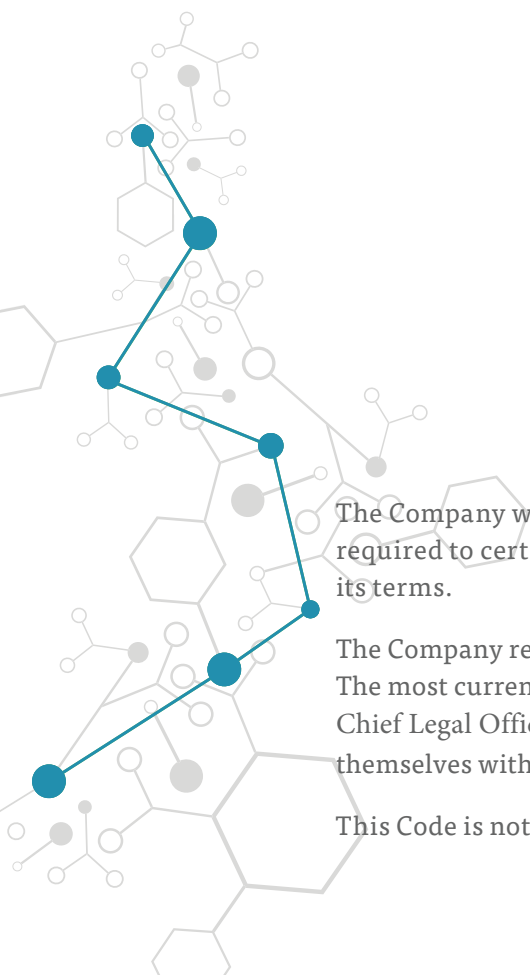 The Company w
required to cert
its terms.
The Company re
The most curren
Chief Legal Offi
themselves with
This Code is not